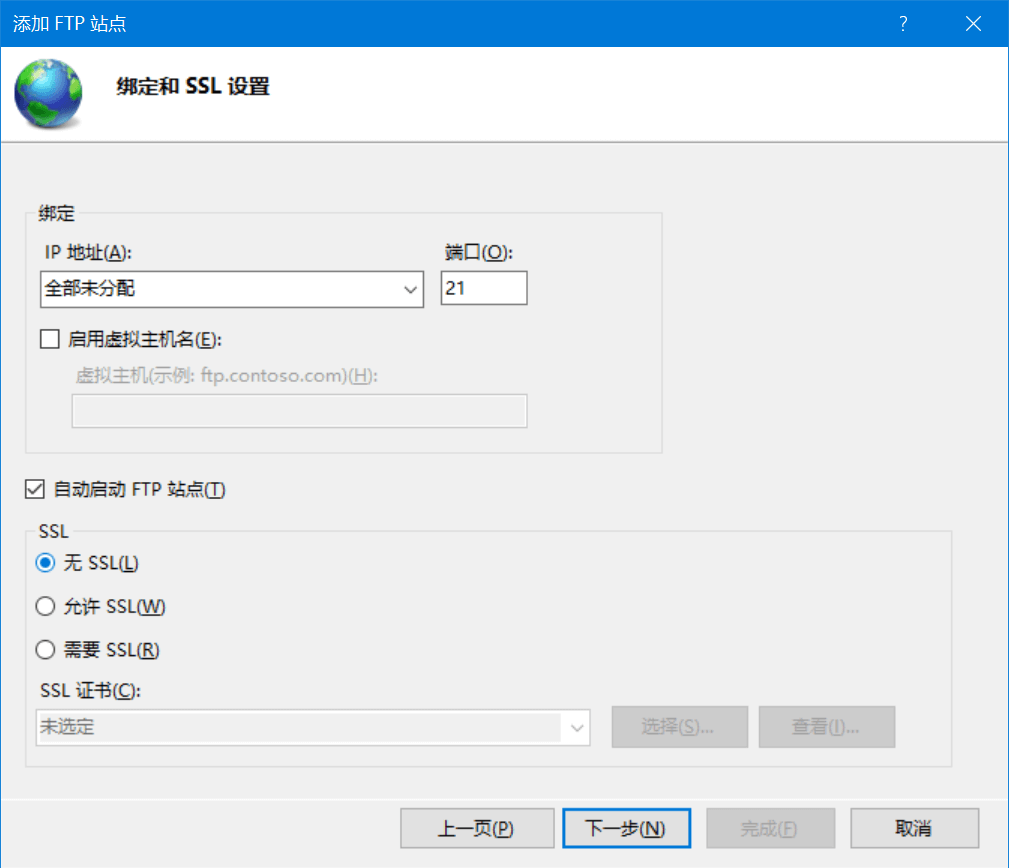 添加 FTP 站点
绑定和 SSL 设置
绑定
IP 地址(A): 端口(O):
全部未分配 21
启用虚拟主机名(E):
虚拟主机(示例: ftp.contoso.com)(H):
自动启动 FTP 站点(T)
SSL
无 SSL(L)
允许 SSL(W)
需要 SSL(R)
SSL 证书(C):
未选定 选择(S)... 查看(I)...
上一页(P) 下一步(N) 完成(F) 取消